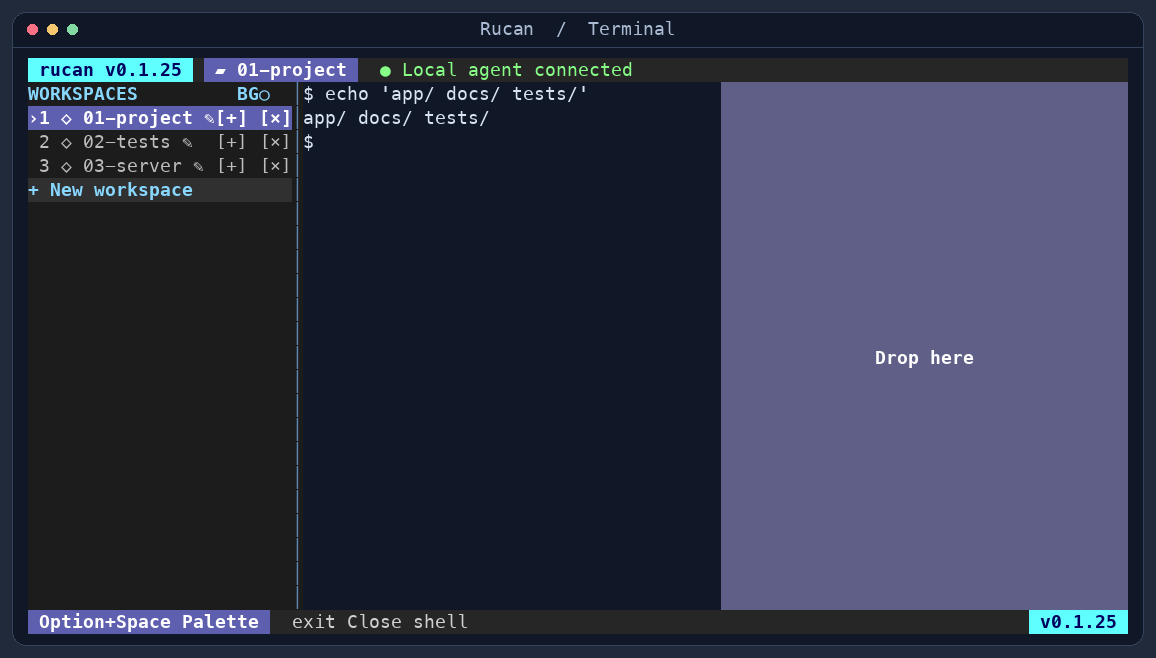 Rucan / Terminal
rucan v0.1.25 ▰ 01–project ● Local agent connected
WORKSPACES BG○
›1 ◇ 01–project ✎[+] [×]
2 ◇ 02–tests ✎ [+] [×]
3 ◇ 03–server ✎ [+] [×]
+ New workspace
$ echo 'app/ docs/ tests/'
app/ docs/ tests/
$
Drop here
Option+Space Palette exit Close shell v0.1.25